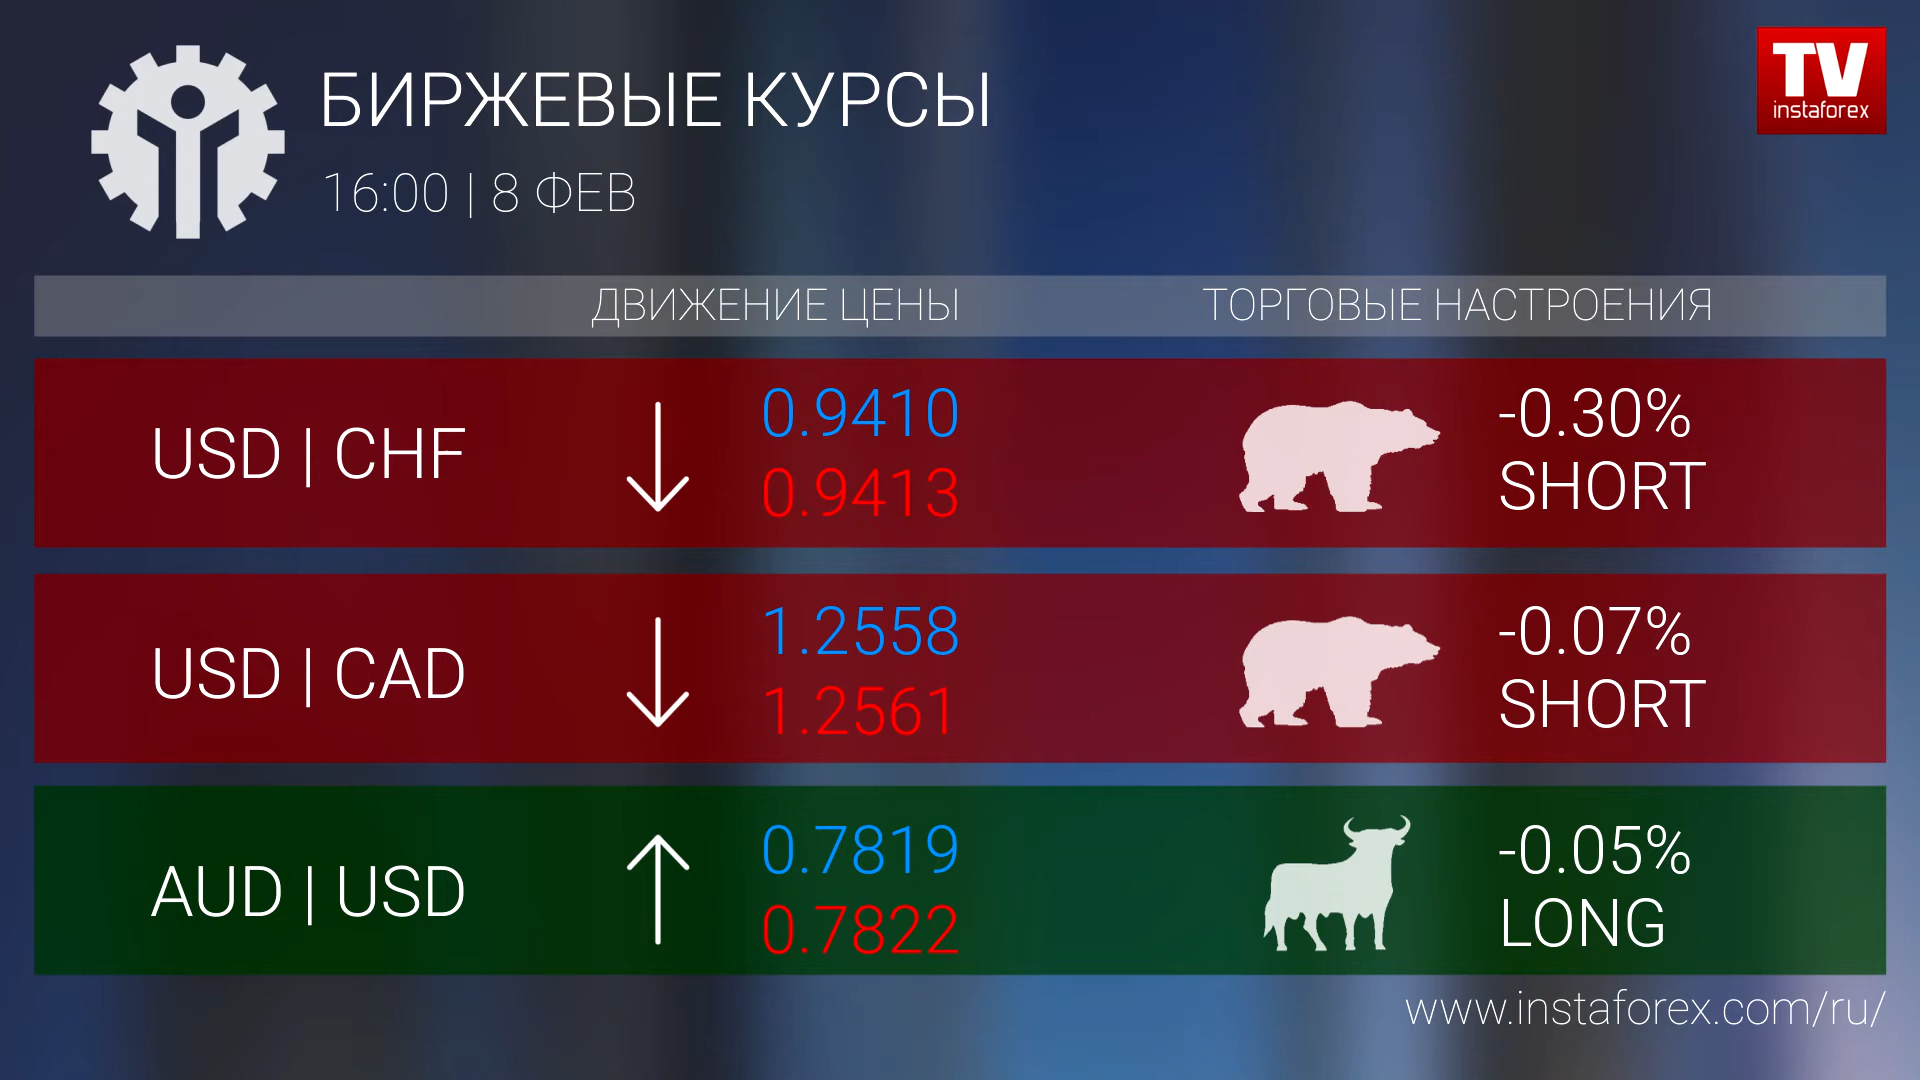 БИРЖЕВЫЕ КУРСЫ
16:00 | 8 ФЕВ
TV
instaforex
ДВИЖЕНИЕ ЦЕНЫ ТОРГОВЫЕ НАСТРОЕНИЯ
USD | CHF
0.9410
0.9413
-0.30%
SHORT
USD | CAD
1.2558
1.2561
-0.07%
SHORT
AUD | USD
0.7819
0.7822
-0.05%
LONG
www.instaforex.com/ru/